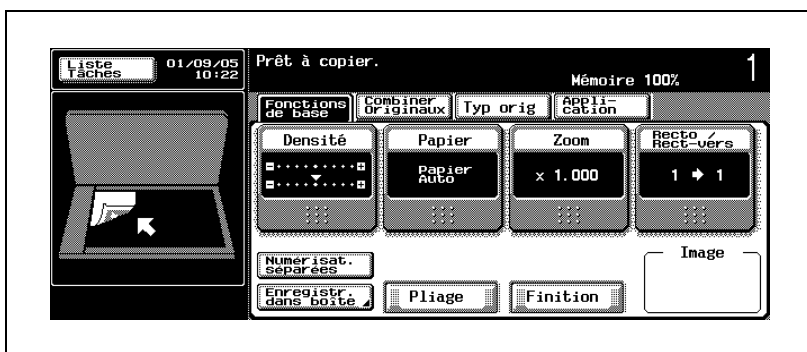 Liste
Tâches
01/09/05
10:22
Prêt à copier.
Mémoire 100%
1
Fonctions
de base
Combiner
Originaux
Typ orig
Appli-
cation
Densité
Papier
Zoom
Recto /
Rect-vers
Papier
Auto
× 1.000
1 ➔ 1
Numérisat.
séparées
Image
Enregistr.
dans boîte
Pliage
Finition